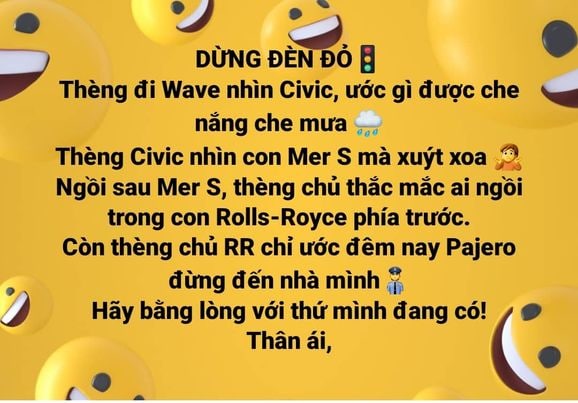 DỪNG ĐÈN ĐỎ🚦
Thèng đi Wave nhìn Civic, ước gì được che
nắng che mưa 🌧️
Thèng Civic nhìn con Mer S mà xuýt xoa 🤷
Ngồi sau Mer S, thèng chủ thắc mắc ai ngồi
trong con Rolls-Royce phía trước.
Còn thèng chủ RR chỉ ước đêm nay Pajero
đừng đến nhà mình👮
Hãy bằng lòng với thứ mình đang có!
Thân ái,